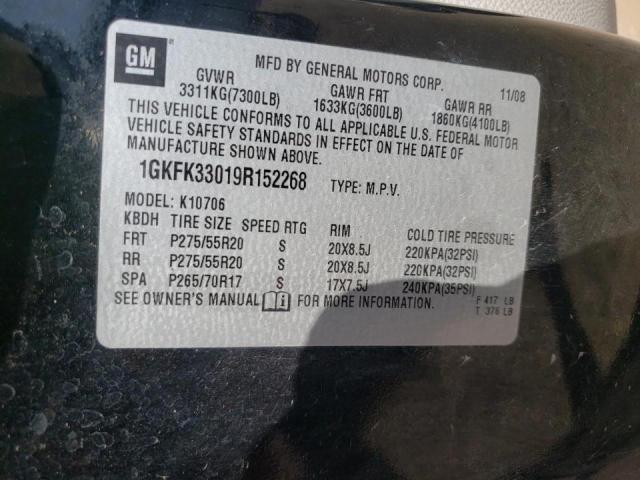 GM
MFD BY GENERAL MOTORS CORP. 11/08
GVWR GAWR FRT GAWR RR
3311KG(7300LB) 1633KG(3600LB) 1860KG(4100LB)
THIS VEHICLE CONFORMS TO ALL APPLICABLE U.S. FEDERAL MOTOR
VEHICLE SAFETY STANDARDS IN EFFECT ON THE DATE OF
MANUFACTURE SHOWN ABOVE.
1GKFK33019R152268 TYPE: M.P.V.
MODEL: K10706
KBDH TIRE SIZE SPEED RTG RIM COLD TIRE PRESSURE
FRT P275/55R20 S 20X8.5J 220KPA(32PSI)
RR P275/55R20 S 20X8.5J 220KPA(32PSI)
SPA P265/70R17 S 17X7.5J 240KPA(35PSI)
SEE OWNER'S MANUAL FOR MORE INFORMATION. F 417 LB
T 376 LB